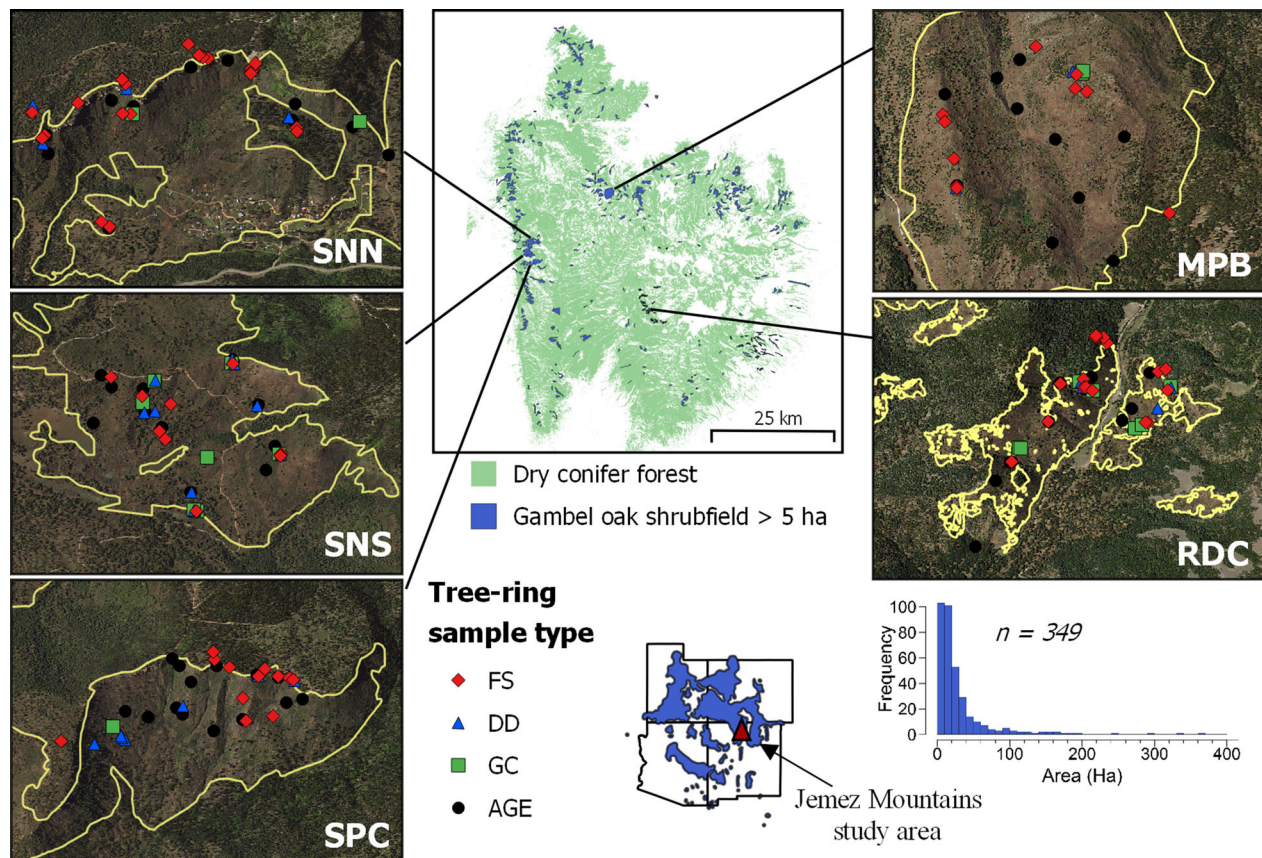 SNN
SNS
SPC
25 km
Dry conifer forest
Gambel oak shrubfield > 5 ha
Tree-ring
sample type
FS
DD
GC
AGE
Jemez Mountains
study area
MPB
RDC
n = 349
Frequency
100
80
60
40
20
0
0
100
200
300
400
Area (Ha)